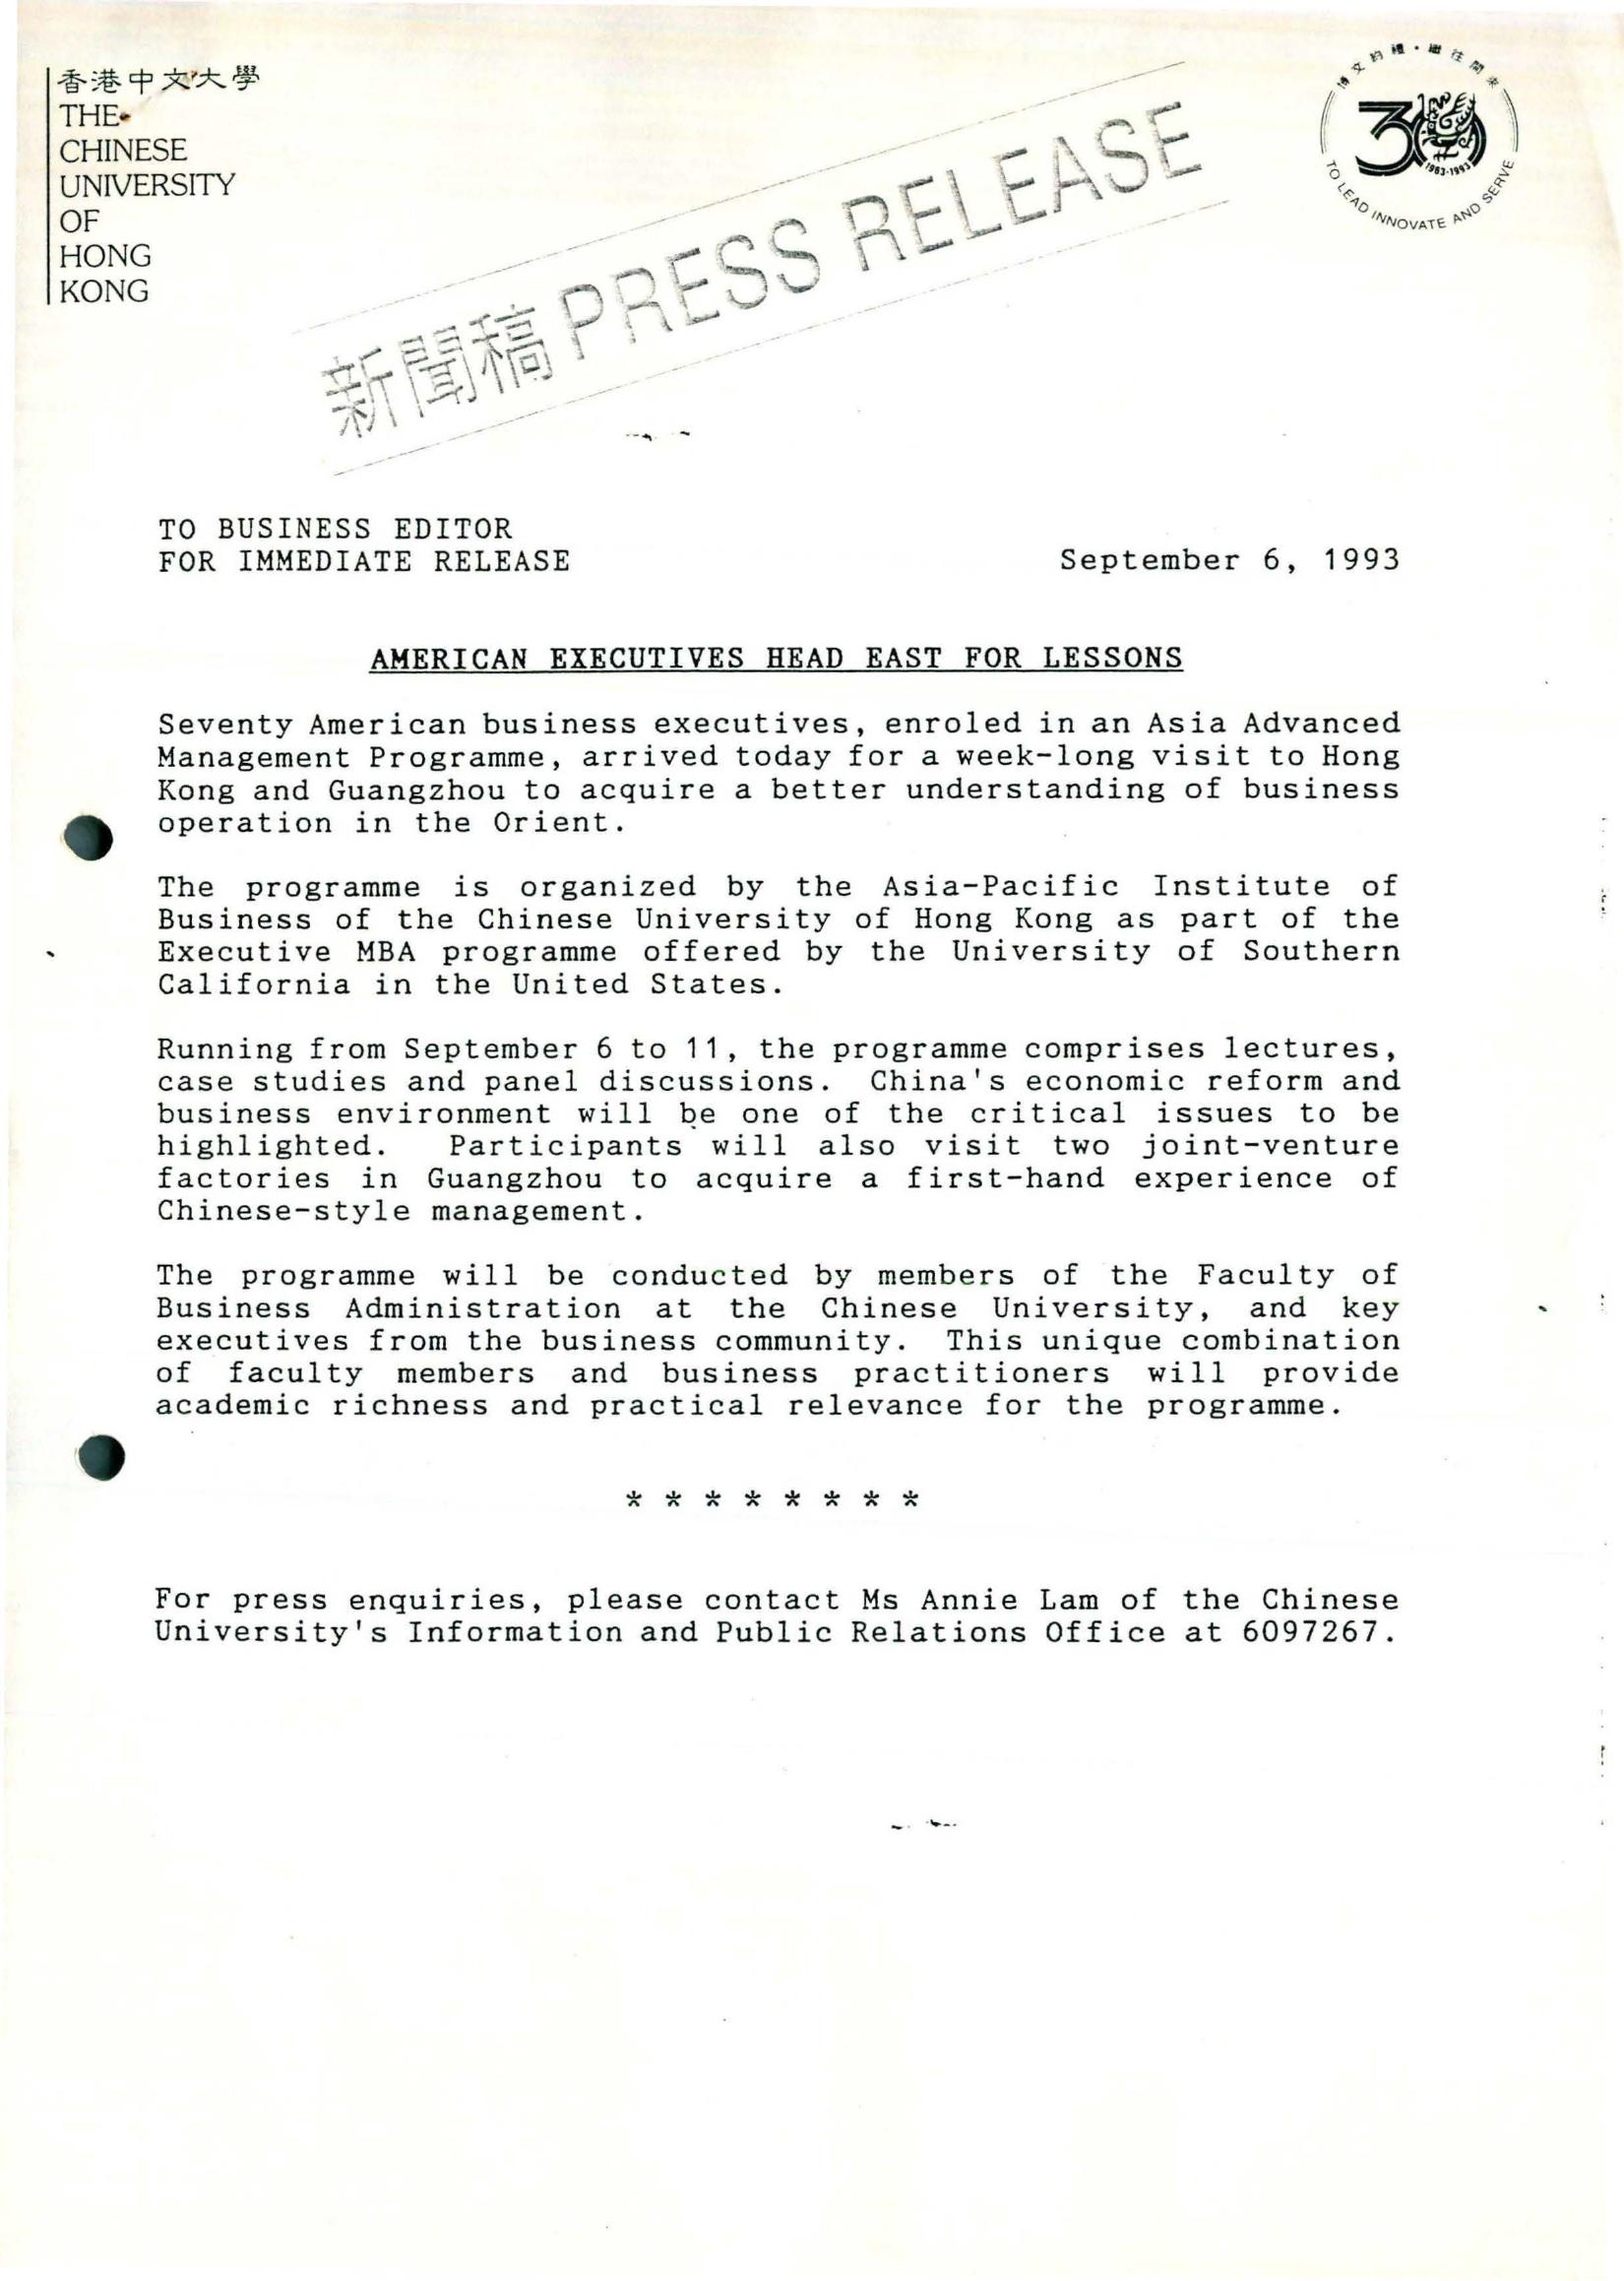 香港中文大學
THE
CHINESE
UNIVERSITY
OF
HONG
KONG
博文約禮·繼往開來
30
1963-1993
TO LEAD INNOVATE AND SERVE
新聞稿 PRESS RELEASE
TO BUSINESS EDITOR
FOR IMMEDIATE RELEASE
September 6, 1993
AMERICAN EXECUTIVES HEAD EAST FOR LESSONS
Seventy American business executives, enroled in an Asia Advanced
Management Programme, arrived today for a week-long visit to Hong
Kong and Guangzhou to acquire a better understanding of business
operation in the Orient.
The programme is organized by the Asia-Pacific Institute of
Business of the Chinese University of Hong Kong as part of the
Executive MBA programme offered by the University of Southern
California in the United States.
Running from September 6 to 11, the programme comprises lectures,
case studies and panel discussions. China's economic reform and
business environment will be one of the critical issues to be
highlighted. Participants will also visit two joint-venture
factories in Guangzhou to acquire a first-hand experience of
Chinese-style management.
The programme will be conducted by members of the Faculty of
Business Administration at the Chinese University, and key
executives from the business community. This unique combination
of faculty members and business practitioners will provide
academic richness and practical relevance for the programme.
* * * * * * * *
For press enquiries, please contact Ms Annie Lam of the Chinese
University's Information and Public Relations Office at 6097267.